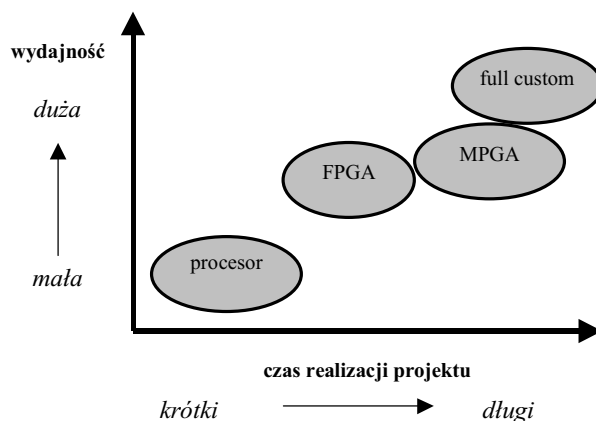 wydajność
duża
mała
full custom
MPGA
FPGA
procesor
czas realizacji projektu
krótki
długi